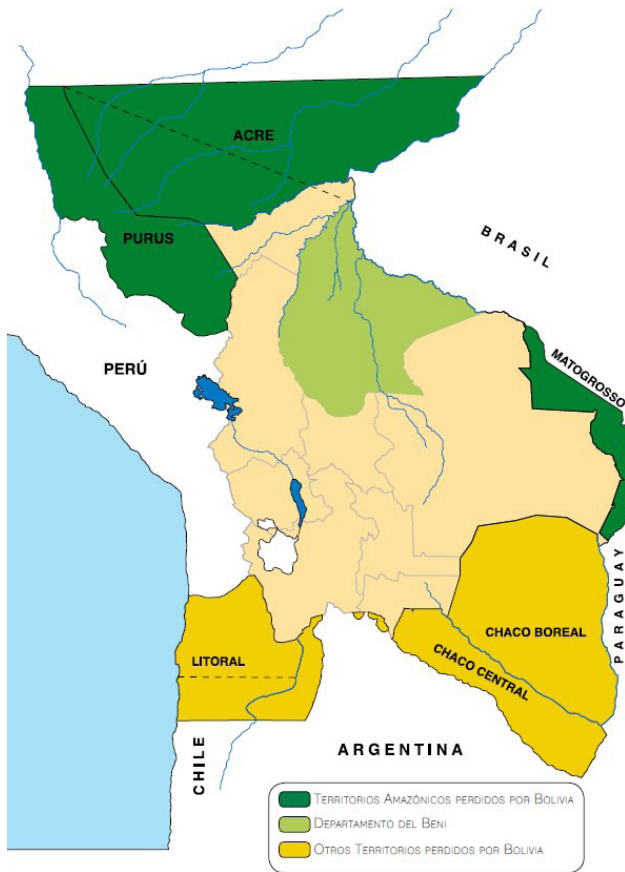 ACRE
PURUS
BRASIL
PERÚ
MATOGROSSO
PARAGUAY
CHACO BOREAL
LITORAL
CHACO CENTRAL
CHILE
ARGENTINA
TERRITORIOS AMAZÓNICOS PERDIDOS POR BOLIVIA
DEPARTAMENTO DEL BENI
OTROS TERRITORIOS PERDIDOS POR BOLIVIA